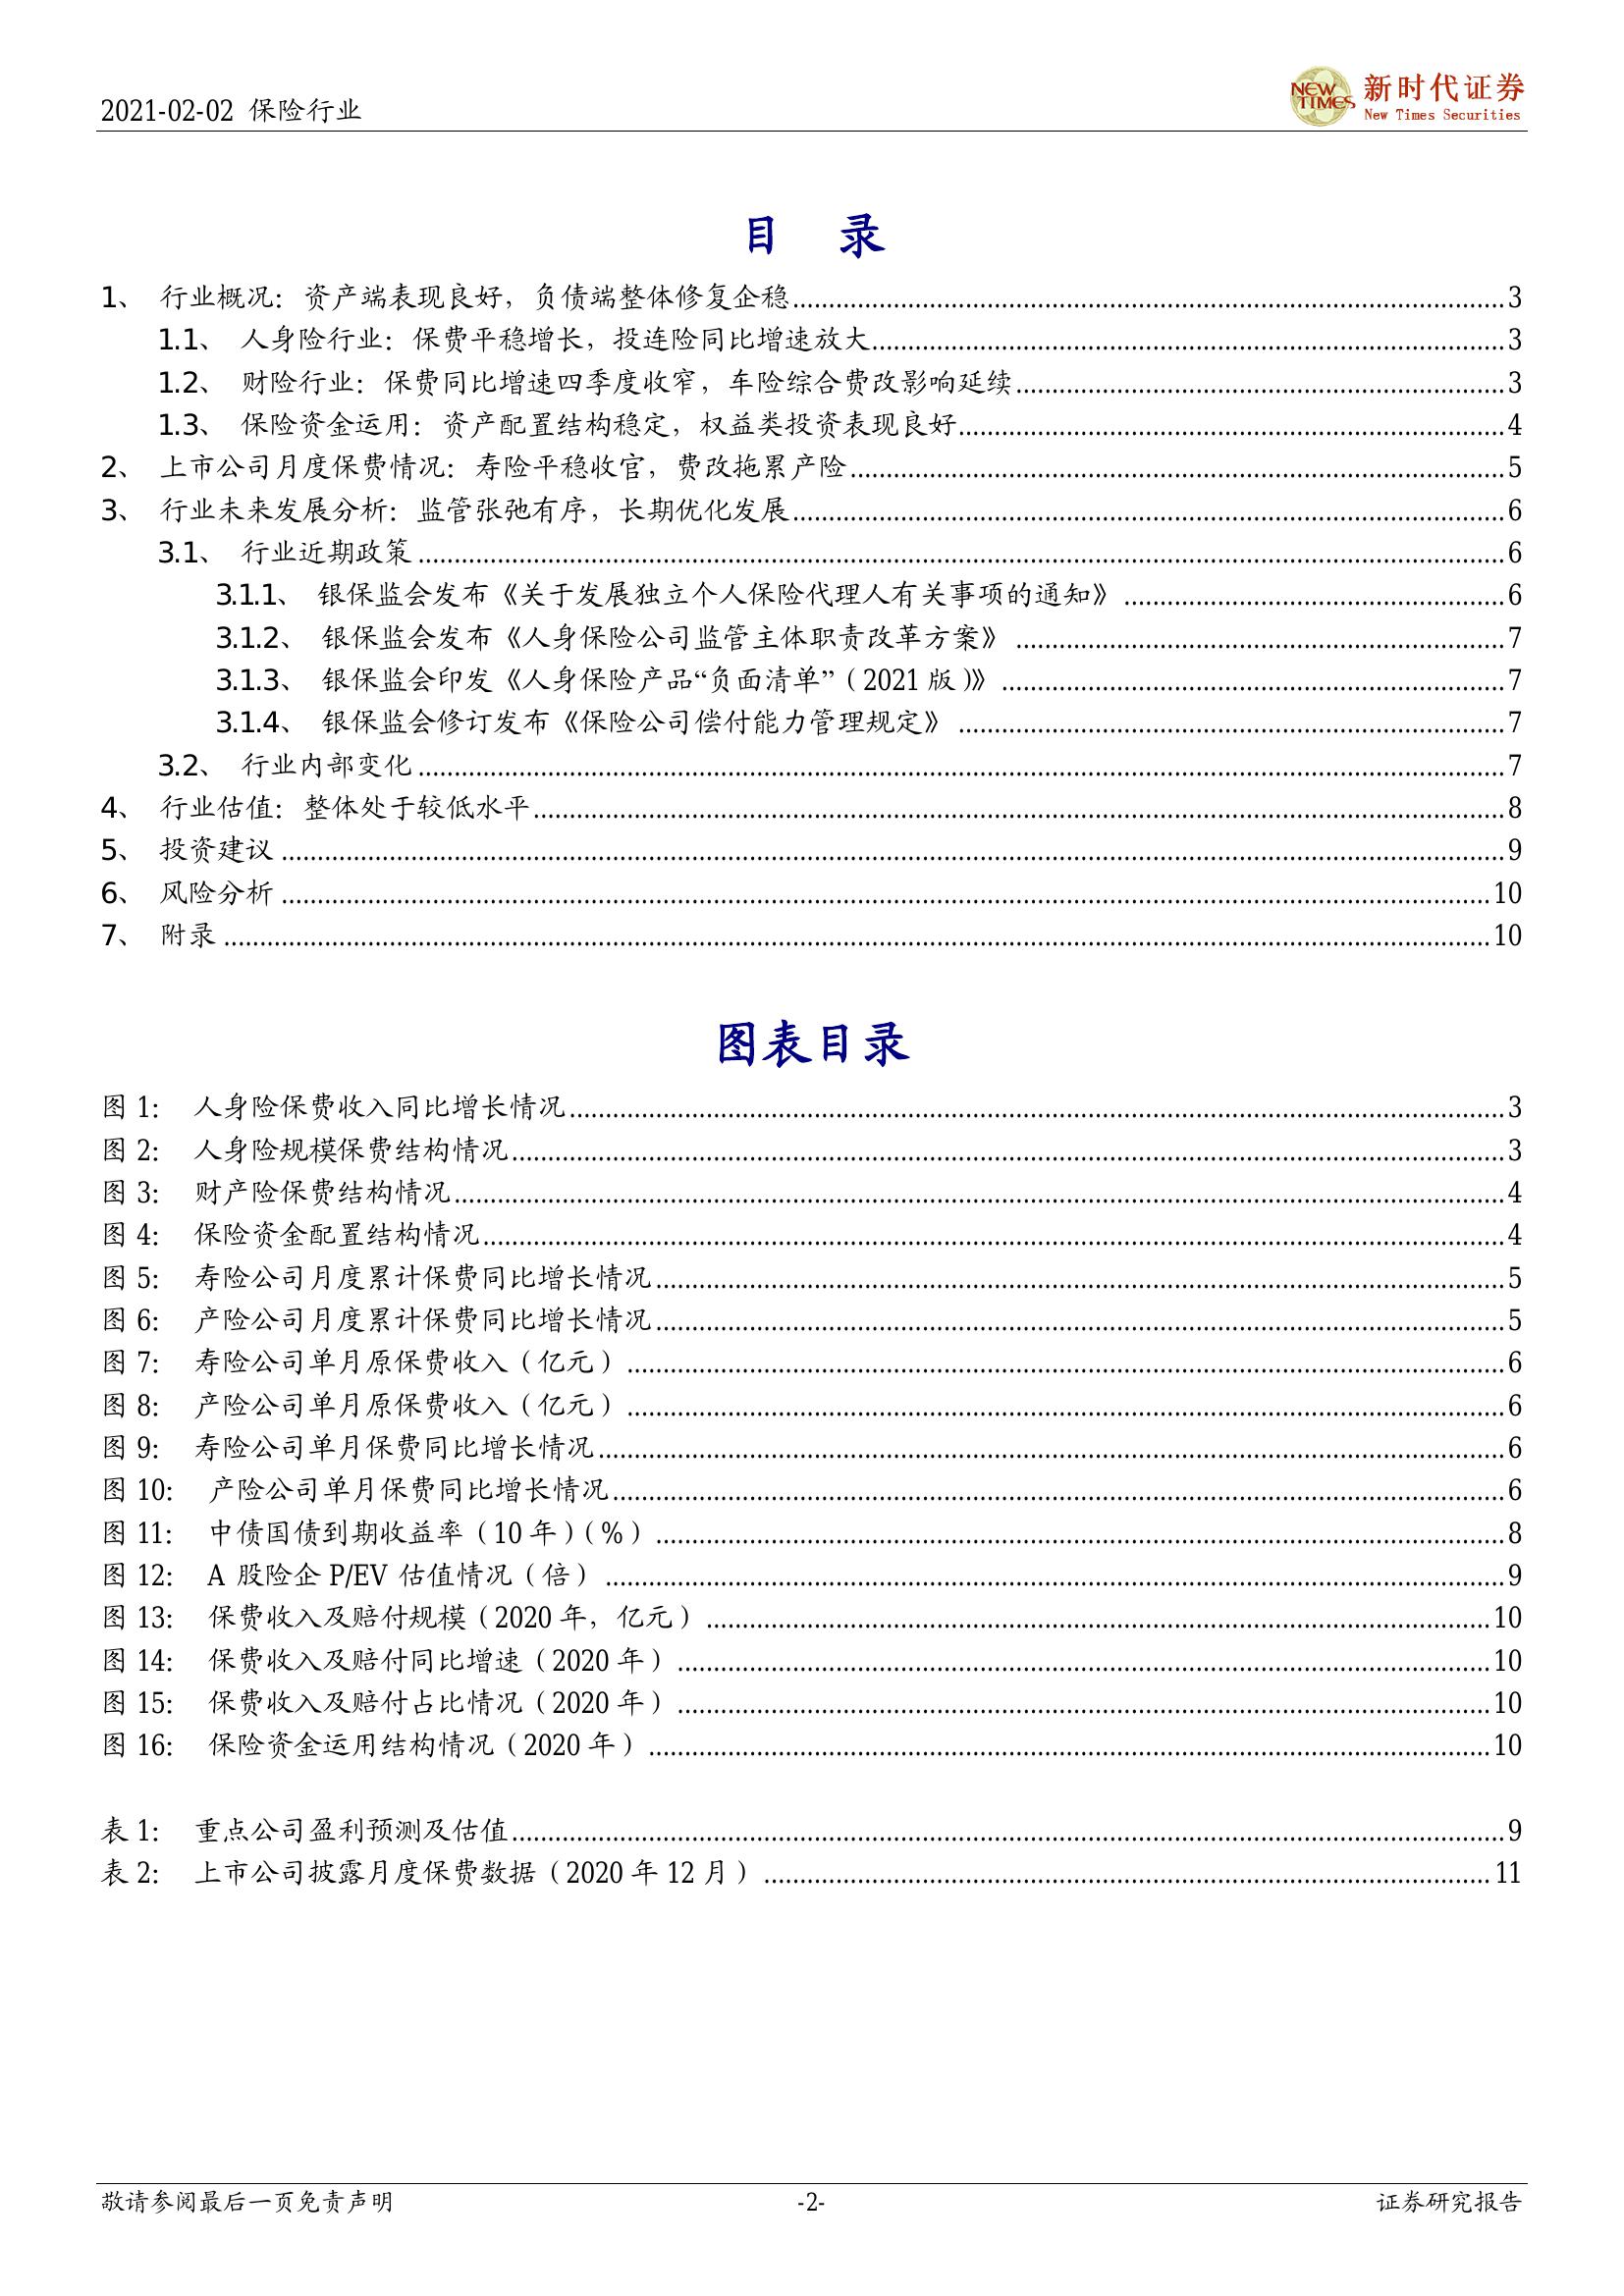 2021-02-02 保险行业
NEW TIMES 新时代证券
New Times Securities
目 录
1、 行业概况：资产端表现良好，负债端整体修复企稳 3
1.1、 人身险行业：保费平稳增长，投连险同比增速放大 3
1.2、 财险行业：保费同比增速四季度收窄，车险综合费改影响延续 3
1.3、 保险资金运用：资产配置结构稳定，权益类投资表现良好 4
2、 上市公司月度保费情况：寿险平稳收官，费改拖累产险 5
3、 行业未来发展分析：监管张弛有序，长期优化发展 6
3.1、 行业近期政策 6
3.1.1、 银保监会发布《关于发展独立个人保险代理人有关事项的通知》 6
3.1.2、 银保监会发布《人身保险公司监管主体职责改革方案》 7
3.1.3、 银保监会印发《人身保险产品“负面清单”（2021 版）》 7
3.1.4、 银保监会修订发布《保险公司偿付能力管理规定》 7
3.2、 行业内部变化 7
4、 行业估值：整体处于较低水平 8
5、 投资建议 9
6、 风险分析 10
7、 附录 10
图表目录
图 1： 人身险保费收入同比增长情况 3
图 2： 人身险规模保费结构情况 3
图 3： 财产险保费结构情况 4
图 4： 保险资金配置结构情况 4
图 5： 寿险公司月度累计保费同比增长情况 5
图 6： 产险公司月度累计保费同比增长情况 5
图 7： 寿险公司单月原保费收入（亿元） 6
图 8： 产险公司单月原保费收入（亿元） 6
图 9： 寿险公司单月保费同比增长情况 6
图 10： 产险公司单月保费同比增长情况 6
图 11： 中债国债到期收益率（10 年）（%） 8
图 12： A 股险企 P/EV 估值情况（倍） 9
图 13： 保费收入及赔付规模（2020 年，亿元） 10
图 14： 保费收入及赔付同比增速（2020 年） 10
图 15： 保费收入及赔付占比情况（2020 年） 10
图 16： 保险资金运用结构情况（2020 年） 10
表 1： 重点公司盈利预测及估值 9
表 2： 上市公司披露月度保费数据（2020 年 12 月） 11
敬请参阅最后一页免责声明 -2- 证券研究报告